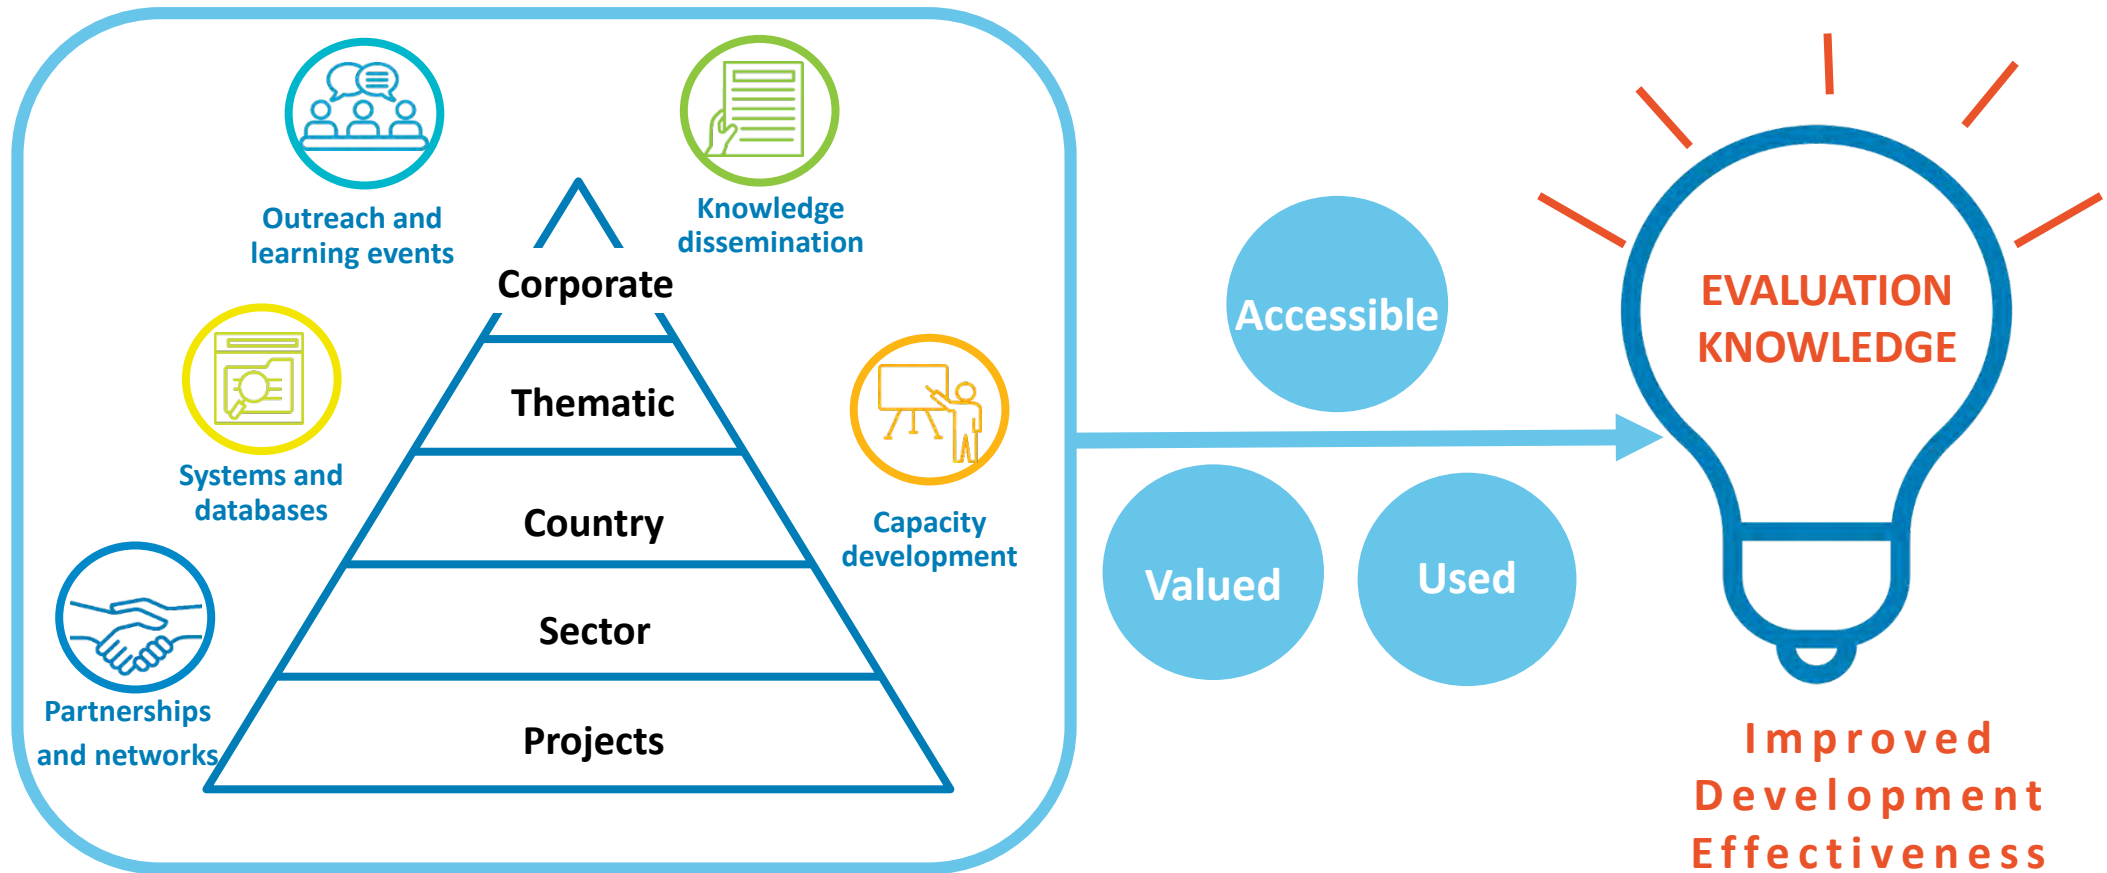 Outreach and
learning events
Knowledge
dissemination
Corporate
Thematic
Country
Sector
Projects
Systems and
databases
Capacity
development
Partnerships
and networks
Accessible
Valued
Used
EVALUATION
KNOWLEDGE
Improved
Development
Effectiveness